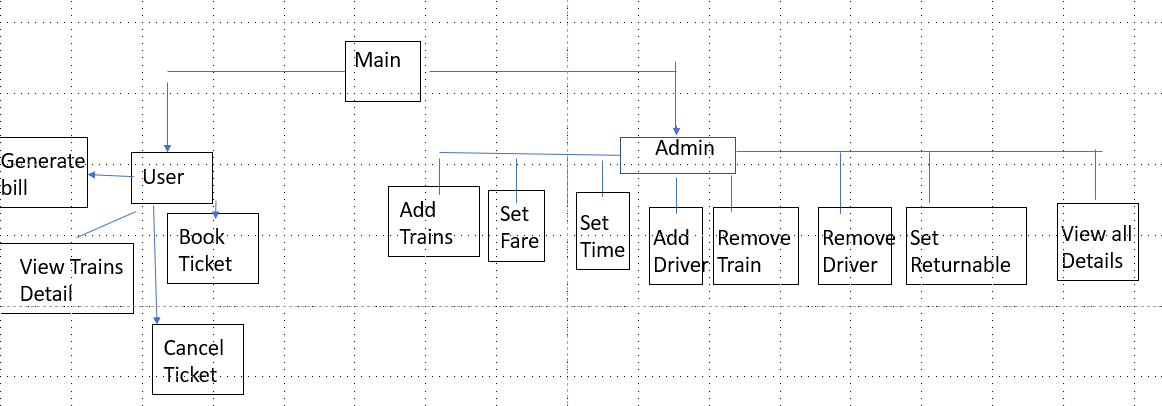 Main
Generate
bill
User
View Trains
Detail
Book
Ticket
Cancel
Ticket
Admin
Add
Trains
Set
Fare
Set
Time
Add
Driver
Remove
Train
Remove
Driver
Set
Returnable
View all
Details